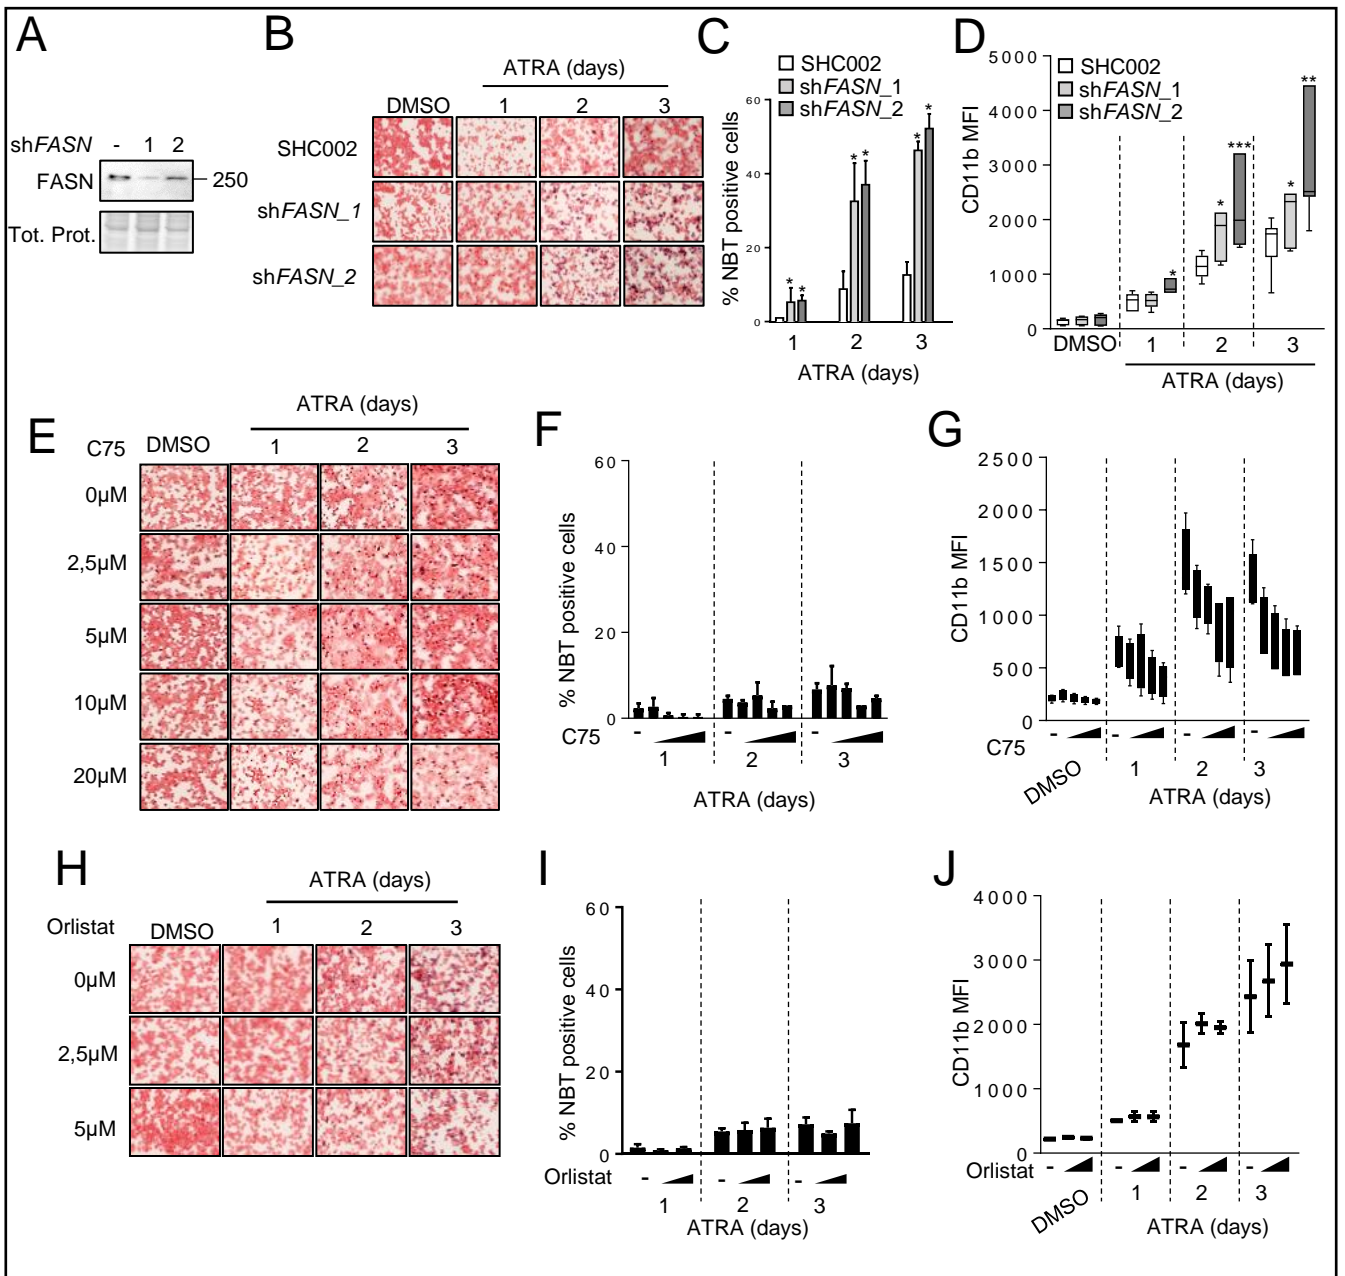 A
shFASN - 1 2
FASN 250
Tot. Prot.
B
ATRA (days)
DMSO 1 2 3
SHC002
shFASN_1
shFASN_2
C
SHC002
shFASN_1
shFASN_2
% NBT positive cells
60
40
20
0
* * * * * *
1 2 3
ATRA (days)
D
SHC002
shFASN_1
shFASN_2
CD11b MFI
5000
4000
3000
2000
1000
0
* * *** * **
DMSO 1 2 3
ATRA (days)
E
ATRA (days)
C75 DMSO 1 2 3
0µM
2,5µM
5µM
10µM
20µM
F
% NBT positive cells
60
40
20
0
C75 - - -
1 2 3
ATRA (days)
G
CD11b MFI
2500
2000
1500
1000
500
0
C75 - - - -
DMSO 1 2 3
ATRA (days)
H
ATRA (days)
Orlistat DMSO 1 2 3
0µM
2,5µM
5µM
I
% NBT positive cells
60
40
20
0
Orlistat - - -
1 2 3
ATRA (days)
J
CD11b MFI
4000
3000
2000
1000
0
Orlistat - - - -
DMSO 1 2 3
ATRA (days)